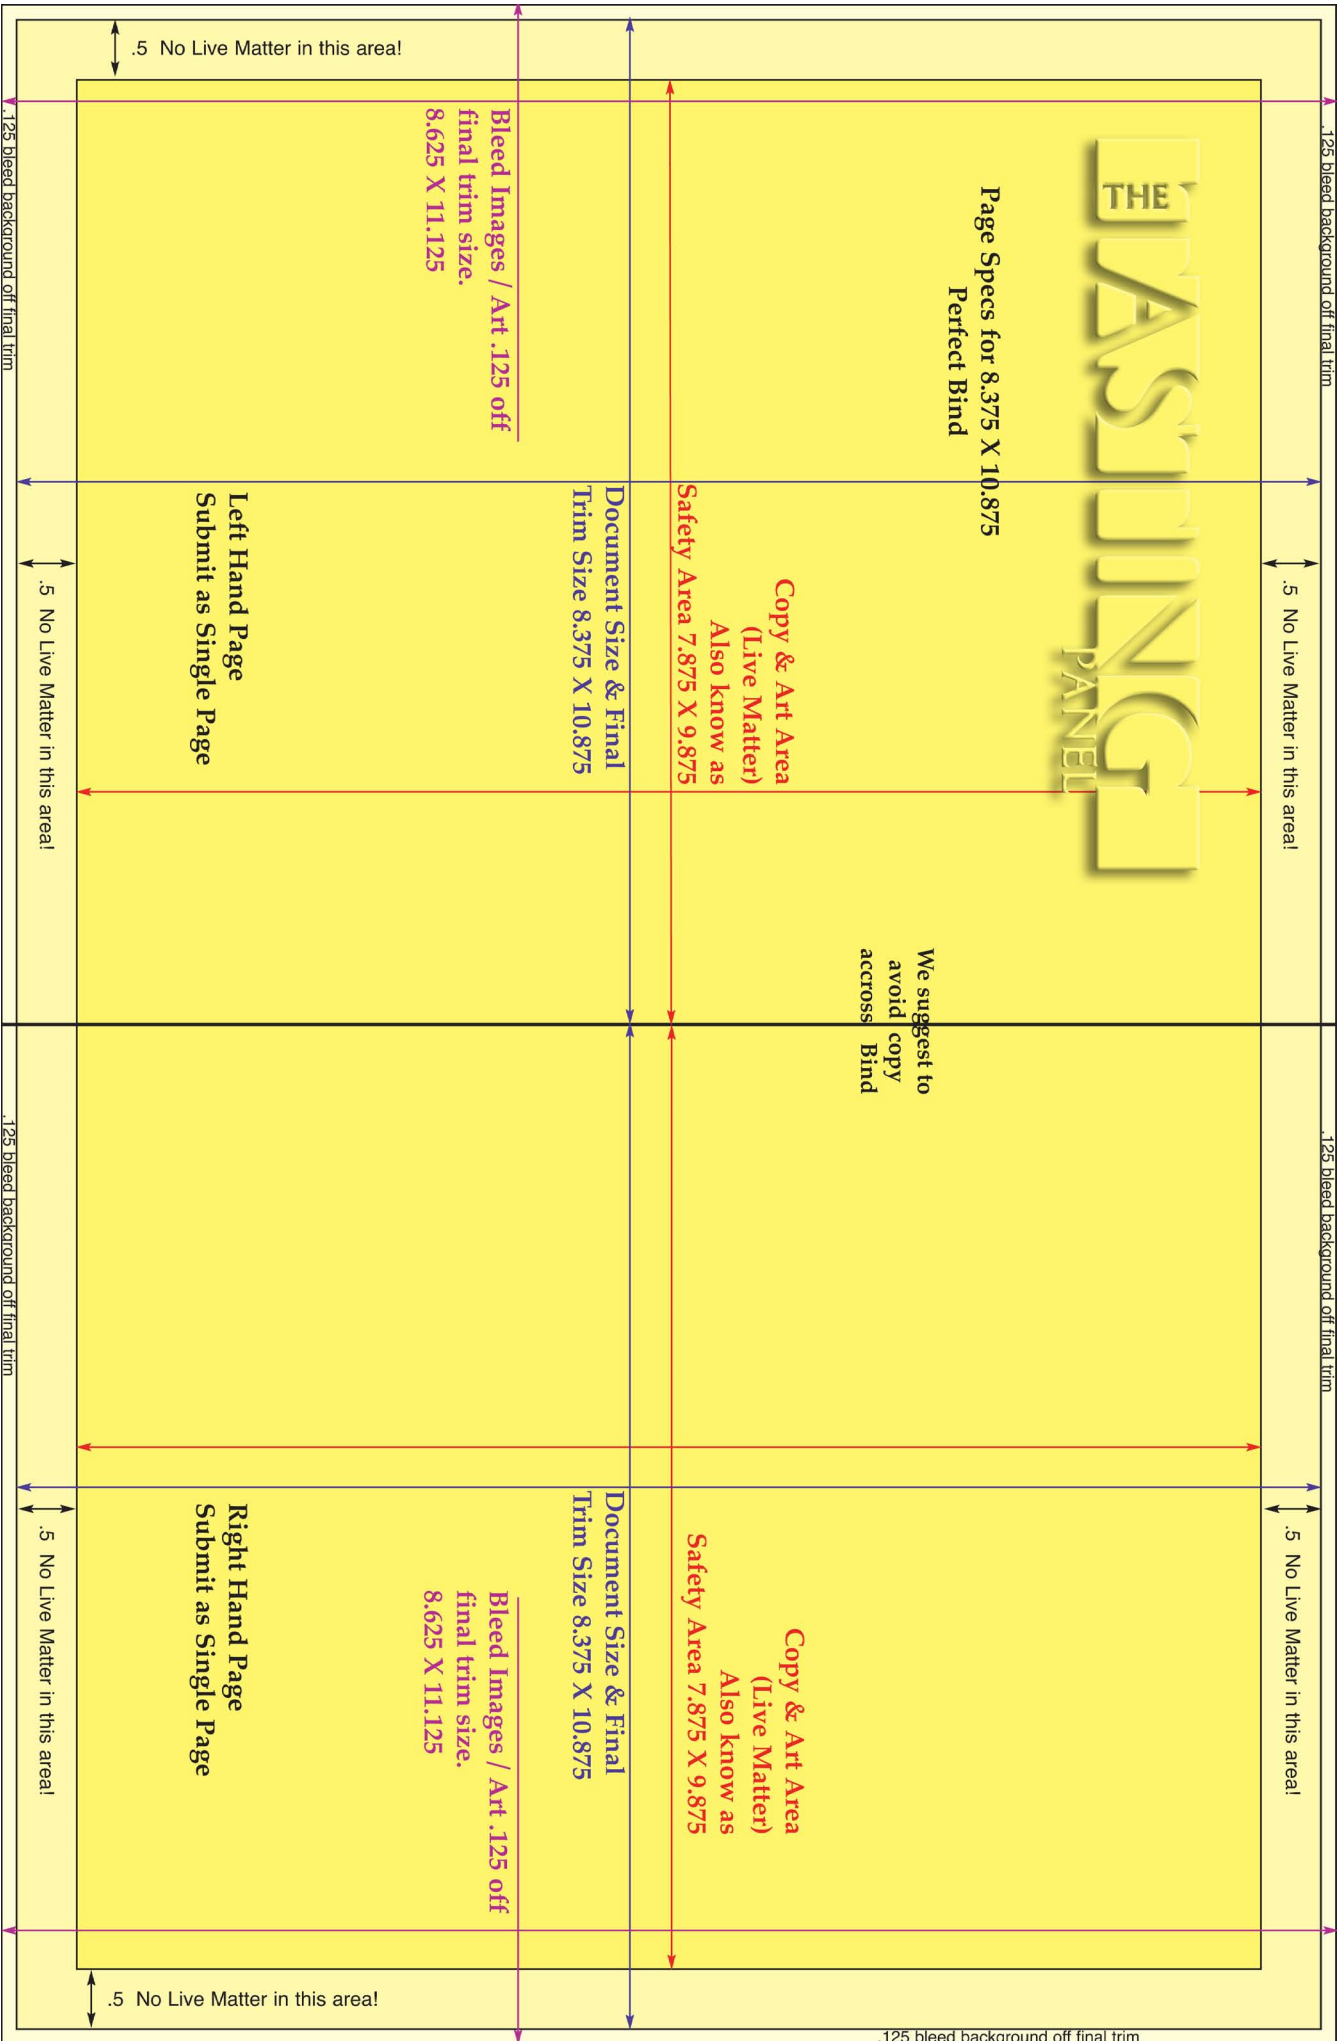 .5 No Live Matter in this area!
.125 bleed background off final trim
.125 bleed background off final trim
THE
TASTING
PANEL
Page Specs for 8.375 X 10.875
Perfect Bind
We suggest to
avoid copy
accross Bind
Copy & Art Area
(Live Matter)
Also know as
Safety Area 7.875 X 9.875
Document Size & Final
Trim Size 8.375 X 10.875
Bleed Images / Art .125 off
final trim size.
8.625 X 11.125
Left Hand Page
Submit as Single Page
.5 No Live Matter in this area!
.5 No Live Matter in this area!
.125 bleed background off final trim
.125 bleed background off final trim
Copy & Art Area
(Live Matter)
Also know as
Safety Area 7.875 X 9.875
Document Size & Final
Trim Size 8.375 X 10.875
Bleed Images / Art .125 off
final trim size.
8.625 X 11.125
Right Hand Page
Submit as Single Page
.5 No Live Matter in this area!
.5 No Live Matter in this area!
.5 No Live Matter in this area!
.125 bleed background off final trim